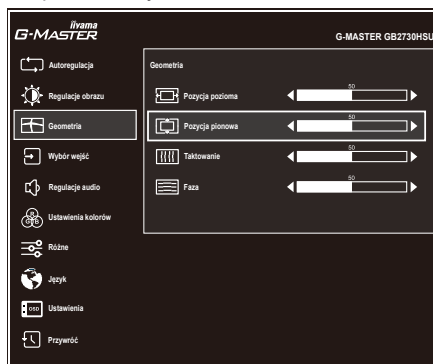 iiyama
G-MASTER
G-MASTER GB2730HSU
Autoregulacja
Regulacje obrazu
Geometria
Wybór wejść
Regulacje audio
R
G B
Ustawienia kolorów
Różne
Język
OSD
Ustawienia
Przywróć
Geometria
Pozycja pozioma
50
Pozycja pionowa
50
Taktowanie
50
Faza
50